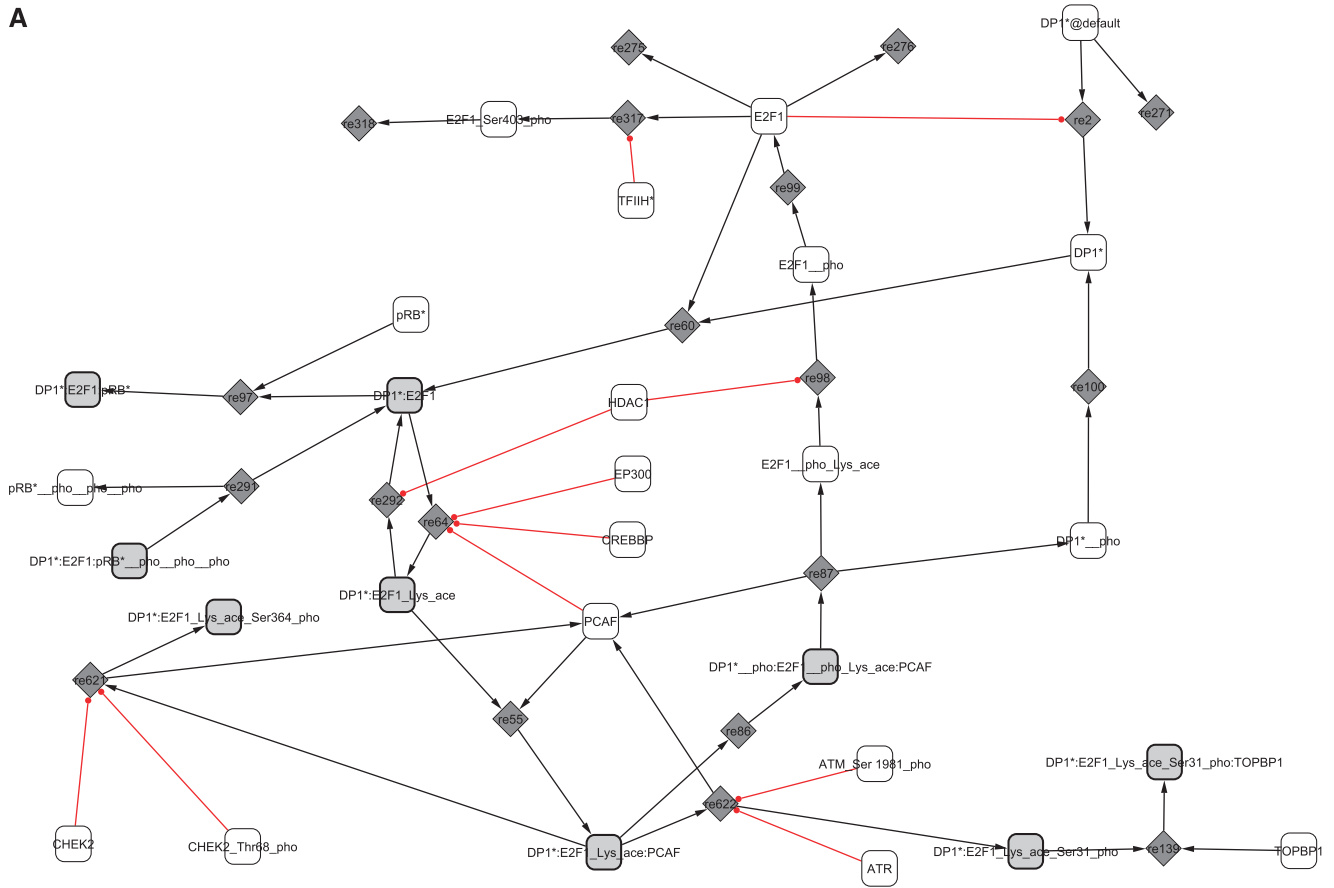 A
DP1*@default
re275
re276
re318
E2F1_Ser403_pho
re317
E2F1
re2
re271
TFIIH*
re99
DP1*
E2F1__pho
pRB*
re60
DP1*:E2F1:pRB*
re97
DP1*:E2F1
HDAC1
re98
re100
pRB*__pho__pho__pho
re291
re292
re64
EP300
E2F1__pho_Lys_ace
CREBBP
DP1*__pho
DP1*:E2F1:pRB*__pho__pho__pho
DP1*:E2F1_Lys_ace
re87
DP1*:E2F1_Lys_ace_Ser364_pho
PCAF
re621
DP1*__pho:E2F1__pho_Lys_ace:PCAF
re55
re86
ATM_Ser 1981_pho
DP1*:E2F1_Lys_ace_Ser31_pho:TOPBP1
re622
CHEK2
CHEK2_Thr68_pho
DP1*:E2F1_Lys_ace:PCAF
ATR
DP1*:E2F1_Lys_ace_Ser31_pho
re139
TOPBP1